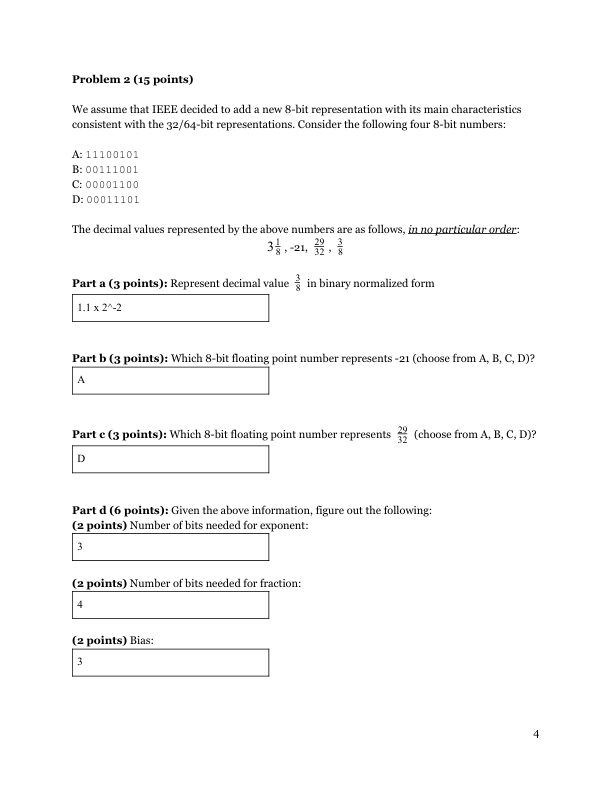 Problem 2 (15 points)
We assume that IEEE decided to add a new 8-bit representation with its main characteristics
consistent with the 32/64-bit representations. Consider the following four 8-bit numbers:
A: 11100101
B: 00111001
C: 00001100
D: 00011101
The decimal values represented by the above numbers are as follows, in no particular order:
3 1/8 , -21, 29/32 , 3/8
Part a (3 points): Represent decimal value 3/8 in binary normalized form
1.1 x 2^-2
Part b (3 points): Which 8-bit floating point number represents -21 (choose from A, B, C, D)?
A
Part c (3 points): Which 8-bit floating point number represents 29/32 (choose from A, B, C, D)?
D
Part d (6 points): Given the above information, figure out the following:
(2 points) Number of bits needed for exponent:
3
(2 points) Number of bits needed for fraction:
4
(2 points) Bias:
3
4